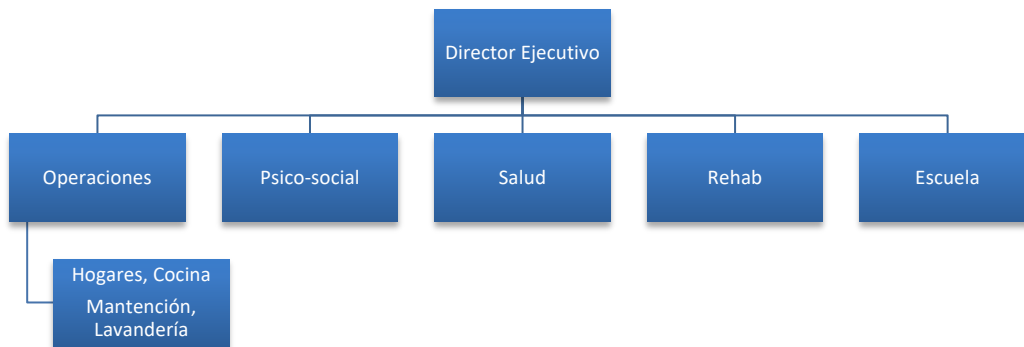 Director Ejecutivo
Operaciones
Psico-social
Salud
Rehab
Escuela
Hogares, Cocina
Mantención,
Lavandería